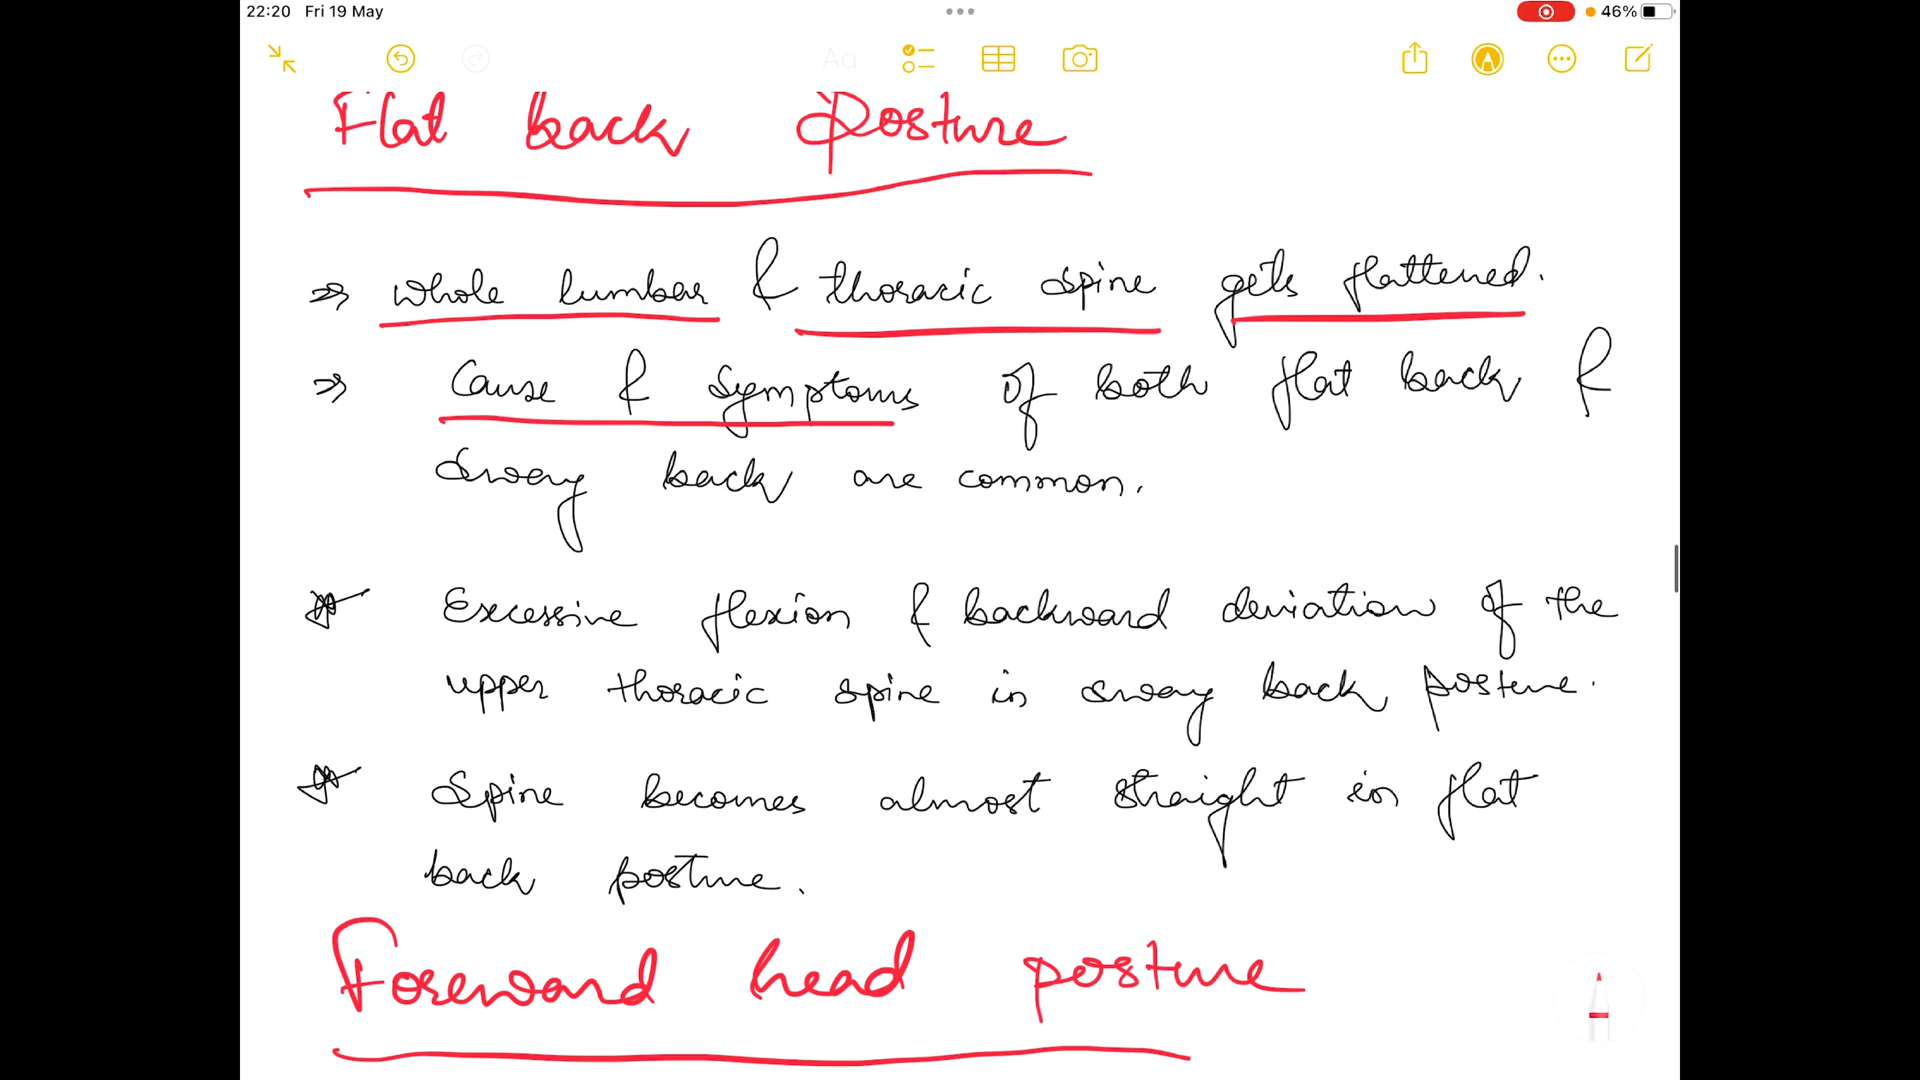 22:20 Fri 19 May
46%
Aa
Flat back posture
⇒ Whole lumbar & thoracic spine gets flattened.
⇒ Cause & symptoms of both flat back &
sway back are common.
* Excessive flexion & backward deviation of the
upper thoracic spine in sway back posture.
* Spine becomes almost straight in flat
back posture.
Foreward head posture